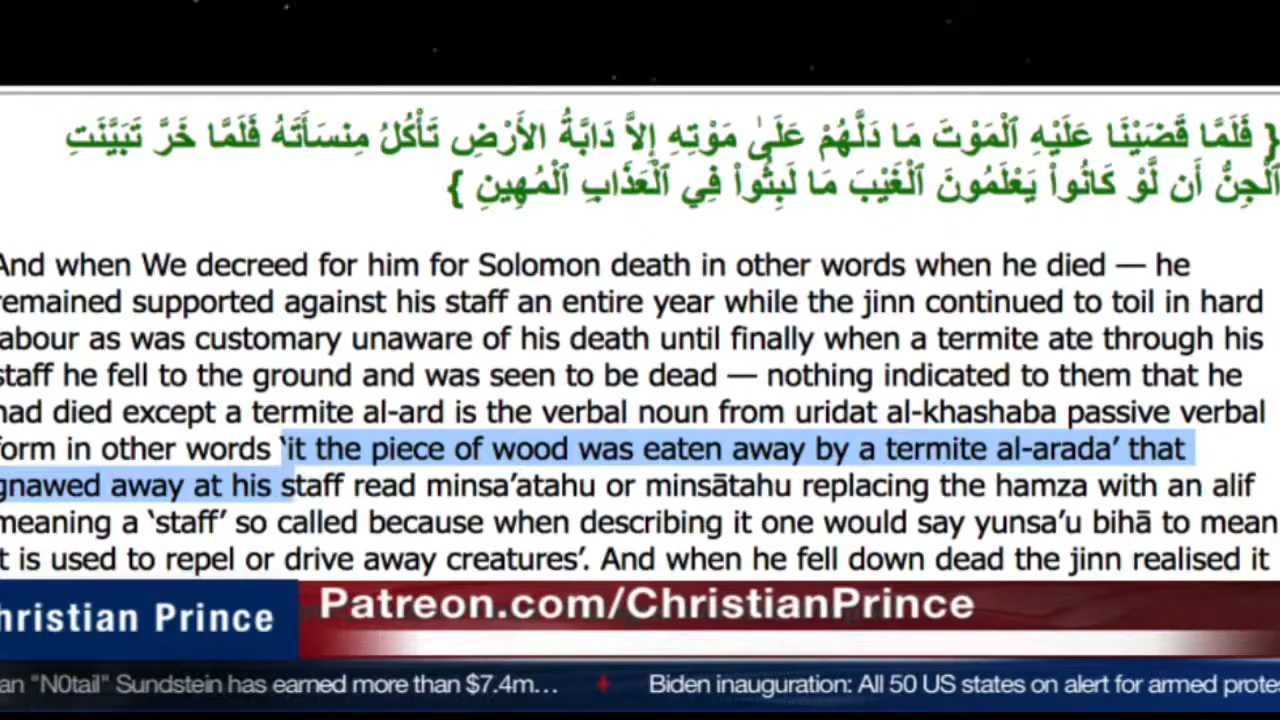 { فَلَمَّا قَضَيْنَا عَلَيْهِ ٱلْمَوْتَ مَا دَلَّهُمْ عَلَىٰ مَوْتِهِ إِلاَّ دَابَّةُ الأَرْضِ تَأْكُلُ مِنسَأَتَهُ فَلَمَّا خَرَّ تَبَيَّنَتِ
ٱلْجِنُّ أَن لَّوْ كَانُواْ يَعْلَمُونَ ٱلْغَيْبَ مَا لَبِثُواْ فِي ٱلْعَذَابِ ٱلْمُهِينِ }
And when We decreed for him for Solomon death in other words when he died — he
remained supported against his staff an entire year while the jinn continued to toil in hard
labour as was customary unaware of his death until finally when a termite ate through his
staff he fell to the ground and was seen to be dead — nothing indicated to them that he
had died except a termite al-ard is the verbal noun from uridat al-khashaba passive verbal
form in other words ‘it the piece of wood was eaten away by a termite al-arada’ that
gnawed away at his staff read minsa’atahu or minsātahu replacing the hamza with an alif
meaning a ‘staff’ so called because when describing it one would say yunsa’u bihā to mean
it is used to repel or drive away creatures’. And when he fell down dead the jinn realised it
hristian Prince
Patreon.com/ChristianPrince
an "N0tail" Sundstein has earned more than $7.4m… Biden inauguration: All 50 US states on alert for armed prote